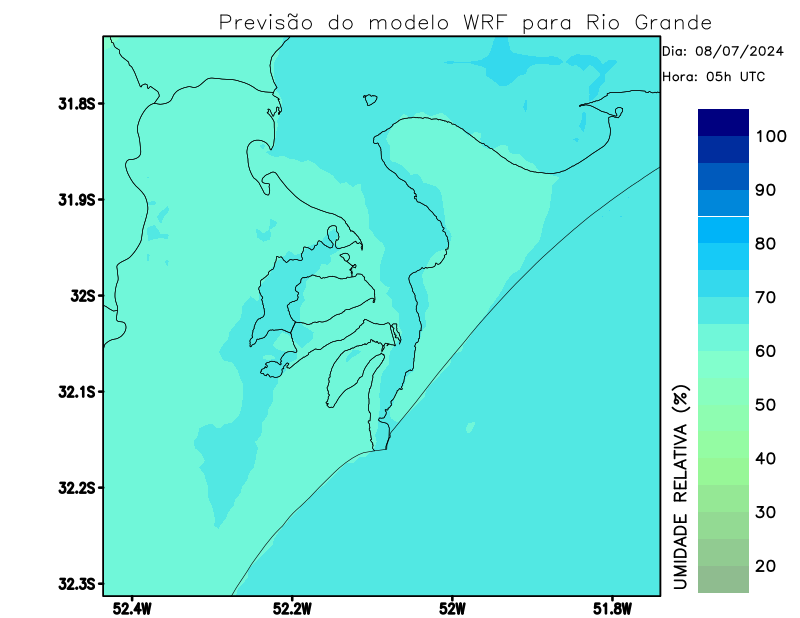 Previsão do modelo WRF para Rio Grande
Dia: 08/07/2024
Hora: 05h UTC
31.8S
31.9S
32S
32.1S
32.2S
32.3S
52.4W
52.2W
52W
51.8W
100
90
80
70
60
50
40
30
20
UMIDADE RELATIVA (%)